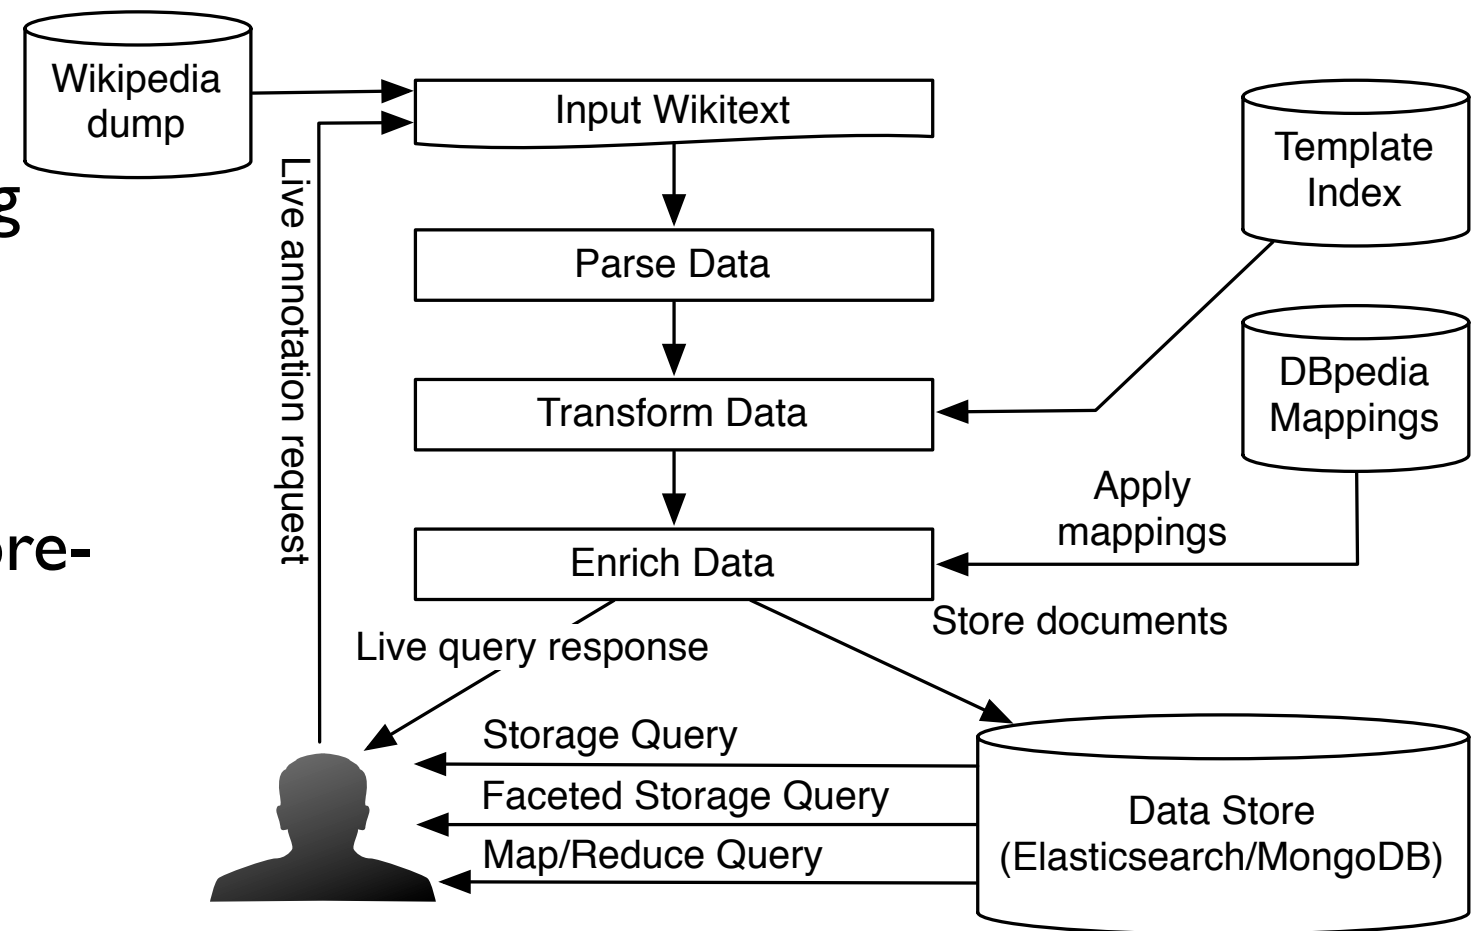 Wikipedia
dump
Input Wikitext
Template
Index
Live annotation request
g
Parse Data
DBpedia
Mappings
Transform Data
Apply
mappings
ore-
Enrich Data
Store documents
Live query response
Storage Query
Faceted Storage Query
Map/Reduce Query
Data Store
(Elasticsearch/MongoDB)